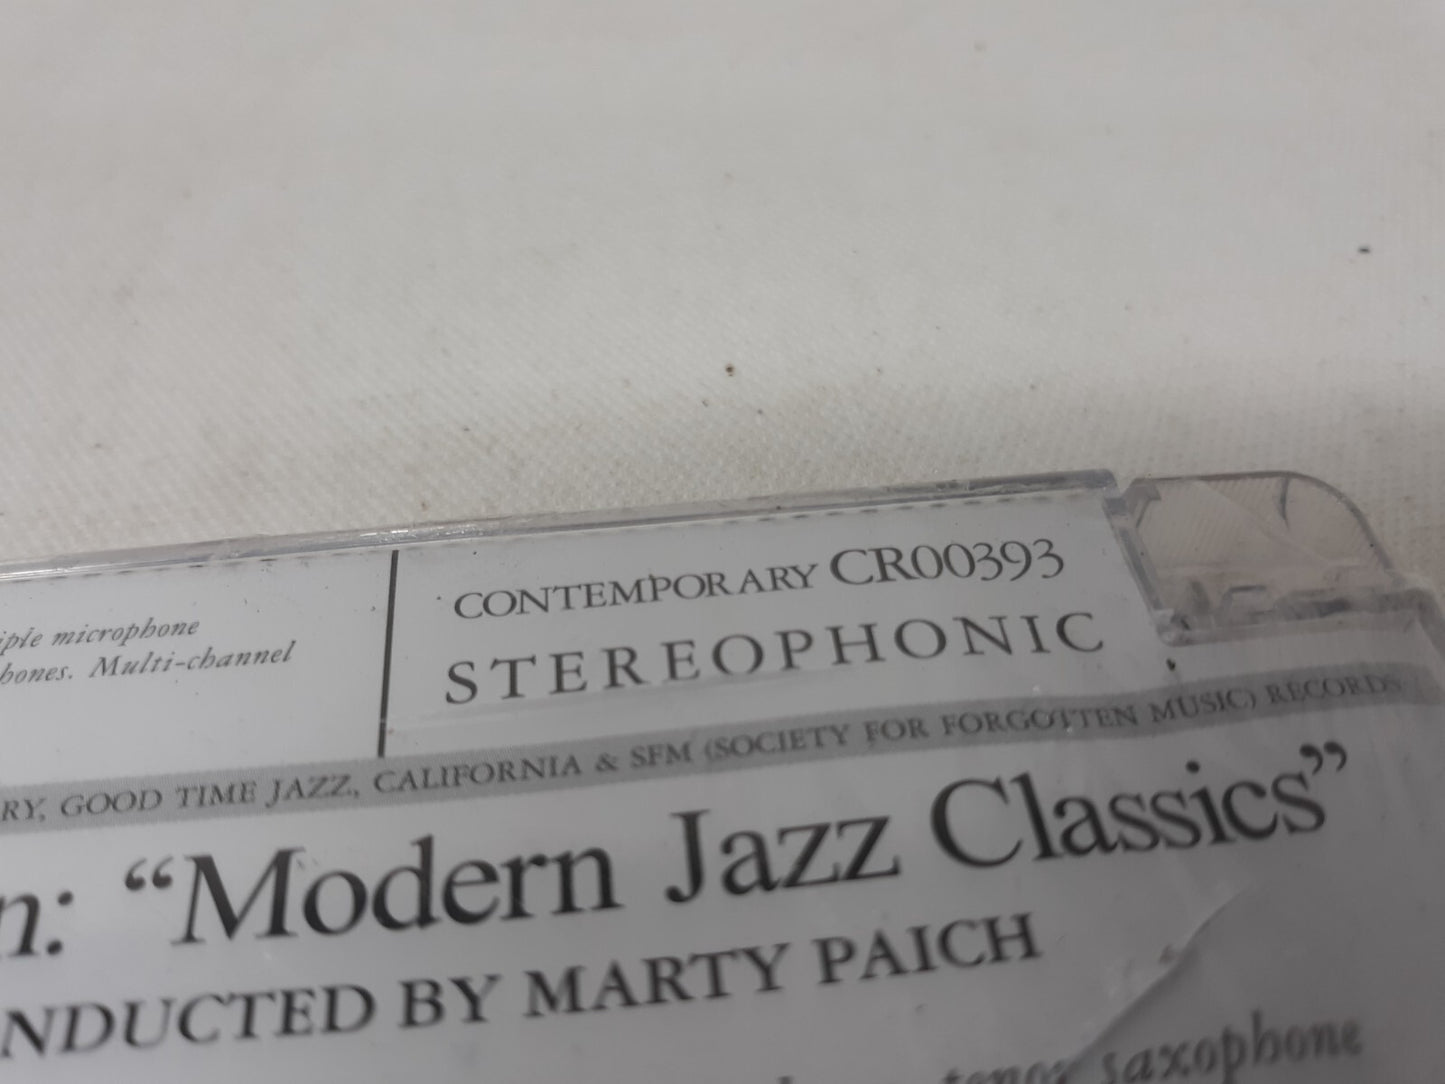 iple microphone
hones. Multi-channel
CONTEMPORARY CR00393
STEREOPHONIC
RY, GOOD TIME JAZZ, CALIFORNIA & SFM (SOCIETY FOR FORGOTTEN MUSIC) RECORDS
n: “Modern Jazz Classics”
NDUCTED BY MARTY PAICH
tenor saxophone